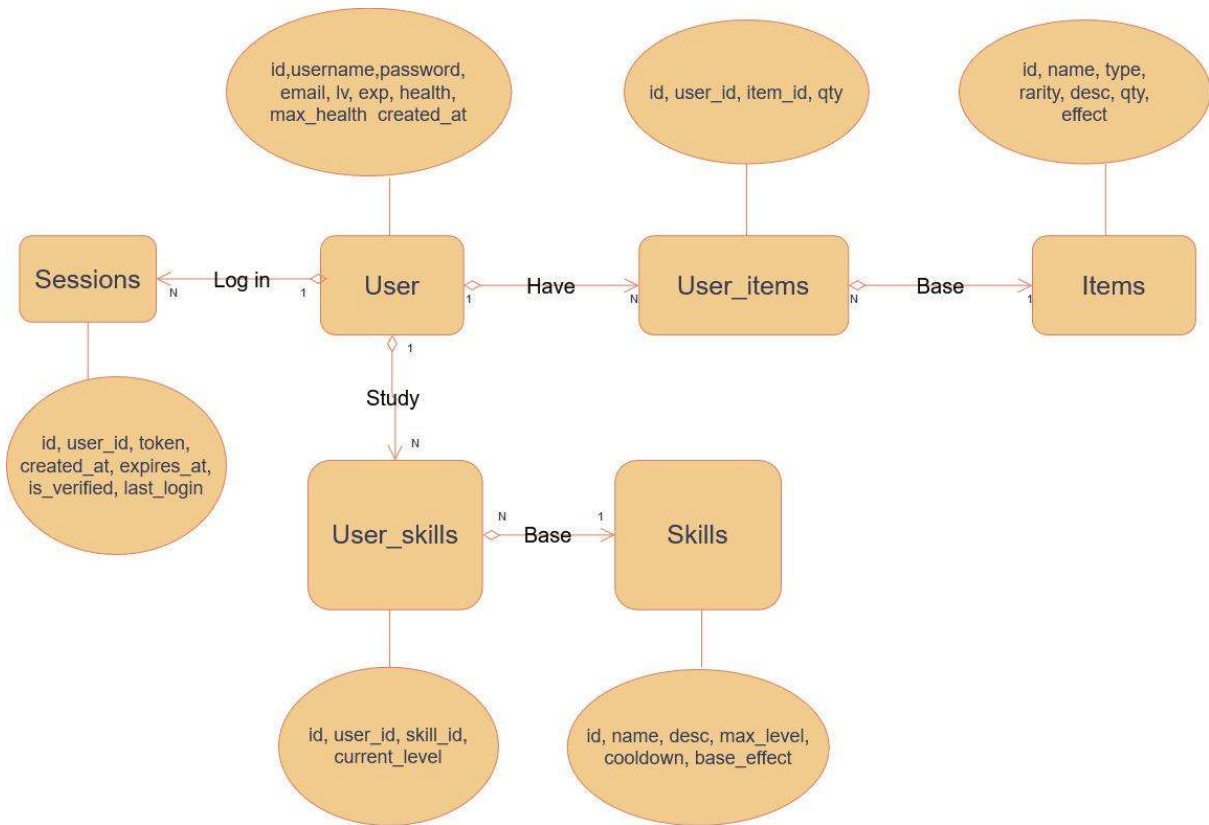 id,username,password,
email, lv, exp, health,
max_health created_at
id, user_id, item_id, qty
id, name, type,
rarity, desc, qty,
effect
Sessions
N
Log in
1
User
1
Have
N
User_items
N
Base
1
Items
1
Study
N
id, user_id, token,
created_at, expires_at,
is_verified, last_login
User_skills
N
Base
1
Skills
id, user_id, skill_id,
current_level
id, name, desc, max_level,
cooldown, base_effect